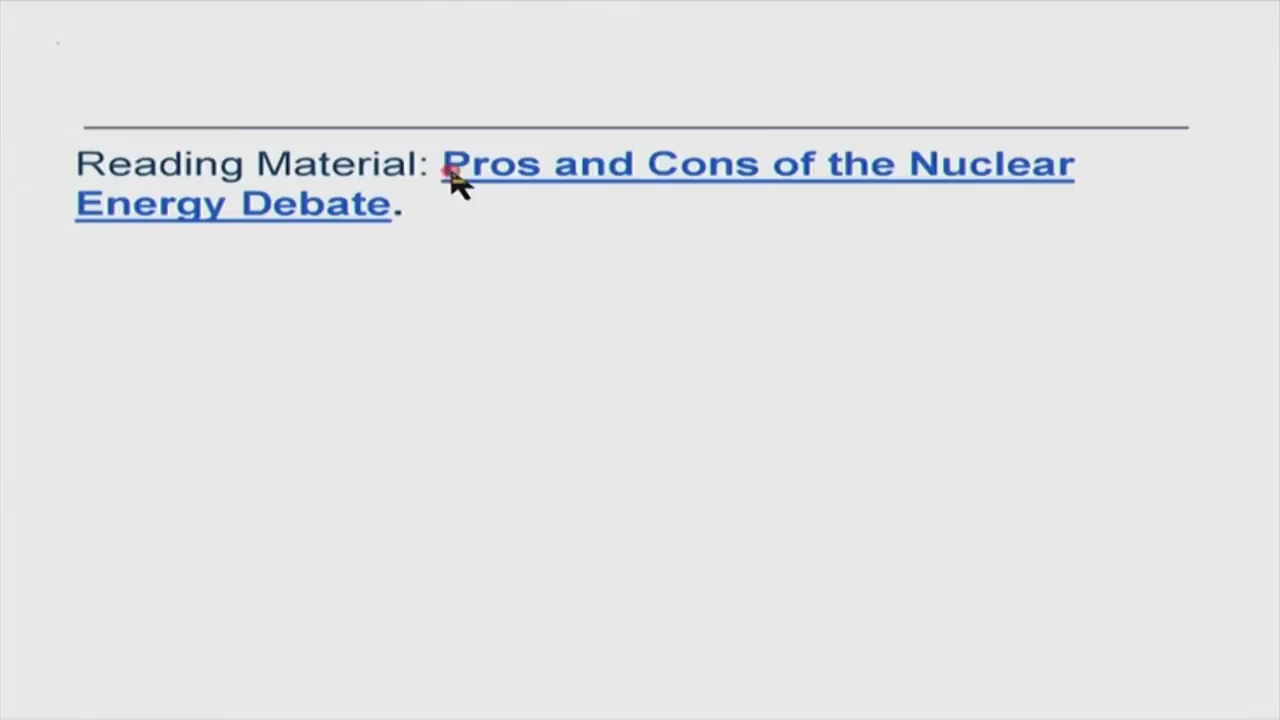 Reading Material: Pros and Cons of the Nuclear
Energy Debate.